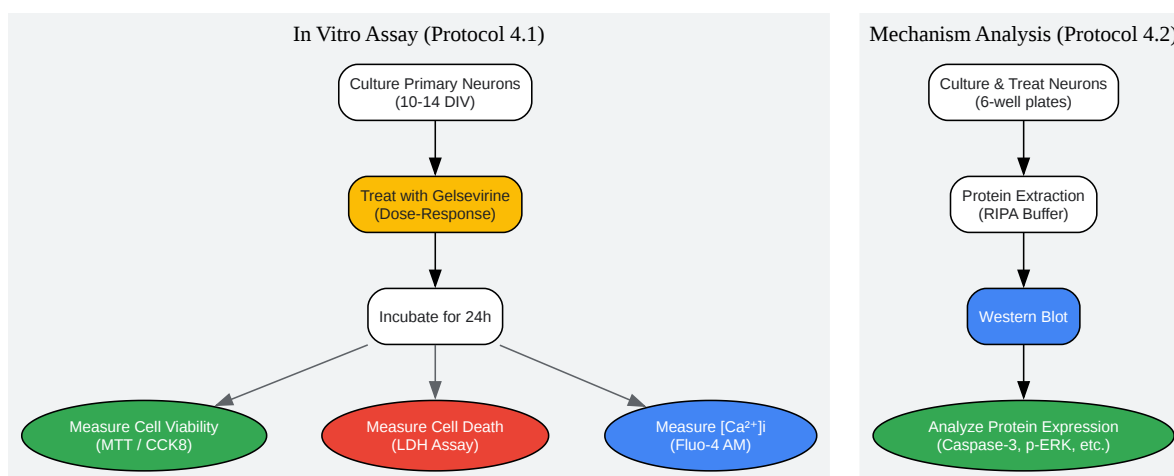 In Vitro Assay (Protocol 4.1)
Culture Primary Neurons
(10-14 DIV)
Treat with Gelsevirine
(Dose-Response)
Incubate for 24h
Measure Cell Viability
(MTT / CCK8)
Measure Cell Death
(LDH Assay)
Measure [Ca²⁺]i
(Fluo-4 AM)
Mechanism Analysis (Protocol 4.2)
Culture & Treat Neurons
(6-well plates)
Protein Extraction
(RIPA Buffer)
Western Blot
Analyze Protein Expression
(Caspase-3, p-ERK, etc.)